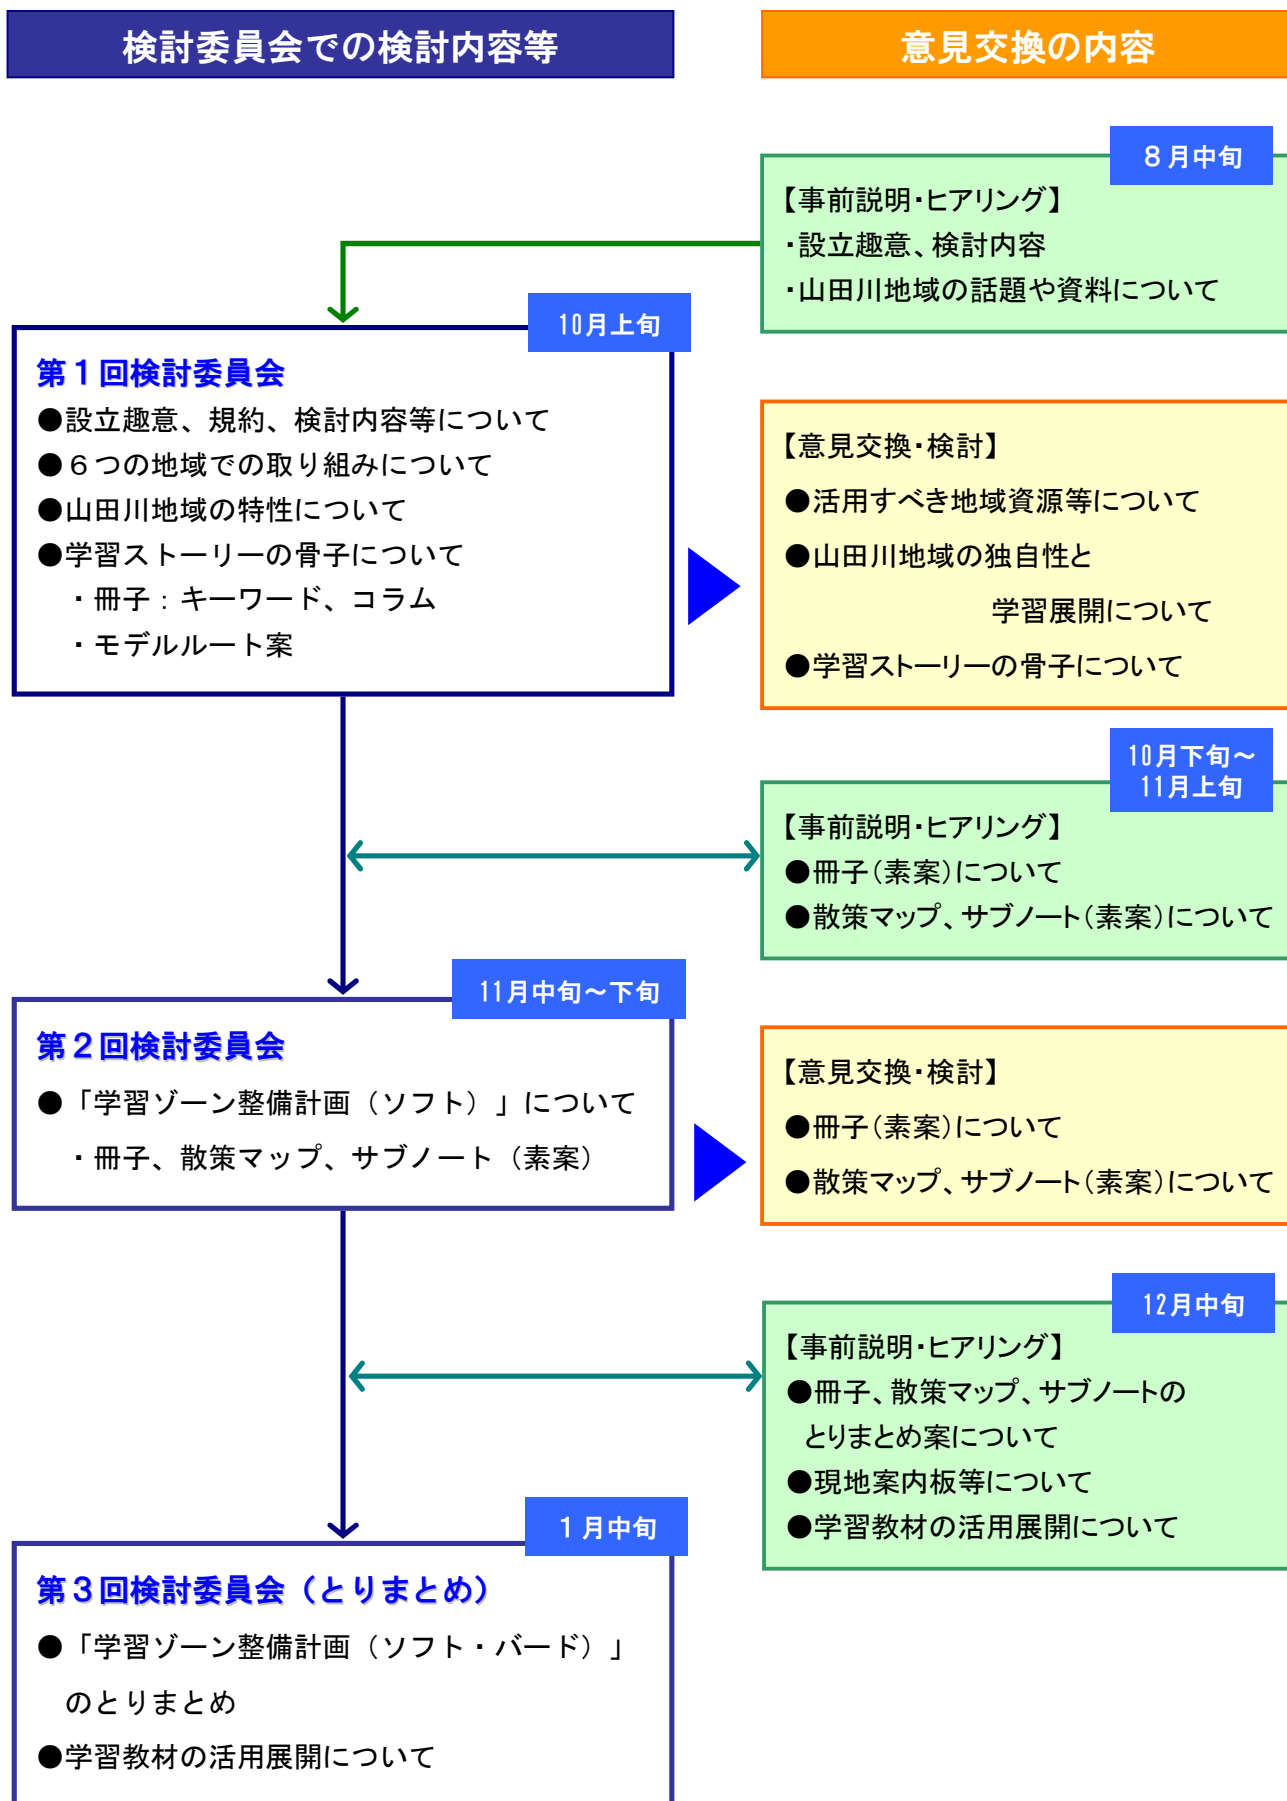 検討委員会での検討内容等
意見交換の内容
８月中旬
【事前説明・ヒアリング】
・設立趣意、検討内容
・山田川地域の話題や資料について
10月上旬
第１回検討委員会
●設立趣意、規約、検討内容等について
●６つの地域での取り組みについて
●山田川地域の特性について
●学習ストーリーの骨子について
・冊子：キーワード、コラム
・モデルルート案
【意見交換・検討】
●活用すべき地域資源等について
●山田川地域の独自性と
学習展開について
●学習ストーリーの骨子について
10月下旬～
11月上旬
【事前説明・ヒアリング】
●冊子（素案）について
●散策マップ、サブノート（素案）について
11月中旬～下旬
第２回検討委員会
●「学習ゾーン整備計画（ソフト）」について
・冊子、散策マップ、サブノート（素案）
【意見交換・検討】
●冊子（素案）について
●散策マップ、サブノート（素案）について
12月中旬
【事前説明・ヒアリング】
●冊子、散策マップ、サブノートの
とりまとめ案について
●現地案内板等について
●学習教材の活用展開について
１月中旬
第３回検討委員会（とりまとめ）
●「学習ゾーン整備計画（ソフト・バード）」
のとりまとめ
●学習教材の活用展開について